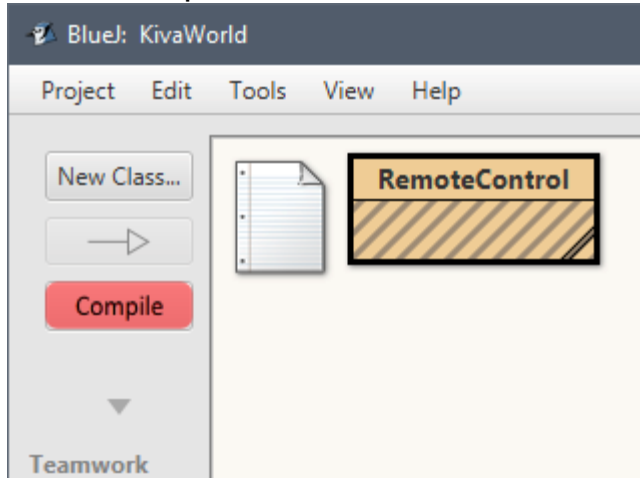 BlueJ: KivaWorld
Project Edit Tools View Help
New Class...
RemoteControl
Compile
Teamwork